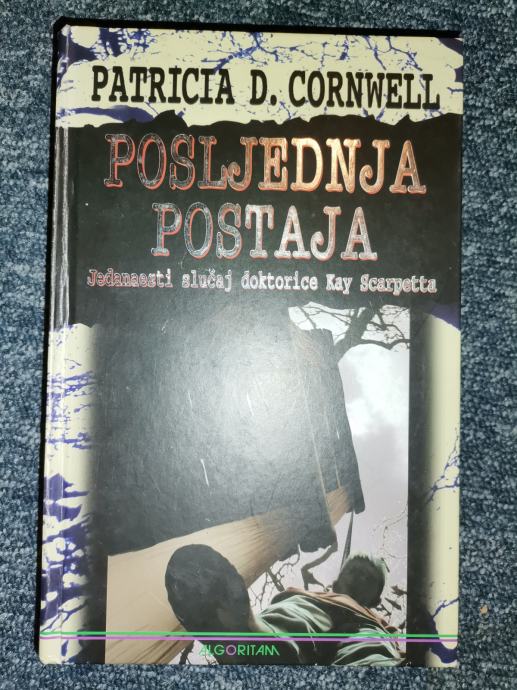 PATRICIA D. CORNWELL
POSLJEDNJA
POSTAJA
Jedanaesti slučaj doktorice Kay Scarpetta
ALGORITAM